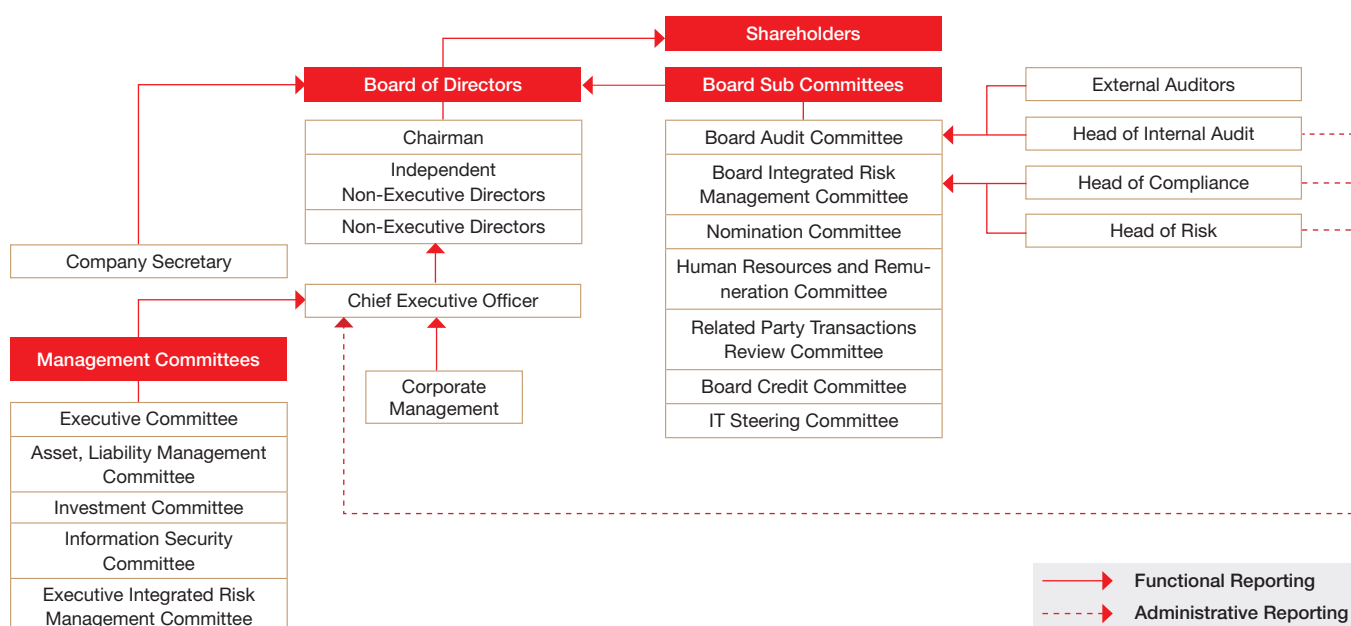 Shareholders
Board of Directors
Board Sub Committees
External Auditors
Chairman
Board Audit Committee
Head of Internal Audit
Independent
Non-Executive Directors
Board Integrated Risk
Management Committee
Head of Compliance
Non-Executive Directors
Nomination Committee
Head of Risk
Company Secretary
Human Resources and Remu-
neration Committee
Chief Executive Officer
Related Party Transactions
Review Committee
Management Committees
Corporate
Management
Board Credit Committee
Executive Committee
IT Steering Committee
Asset, Liability Management
Committee
Investment Committee
Information Security
Committee
Executive Integrated Risk
Management Committee
Functional Reporting
Administrative Reporting